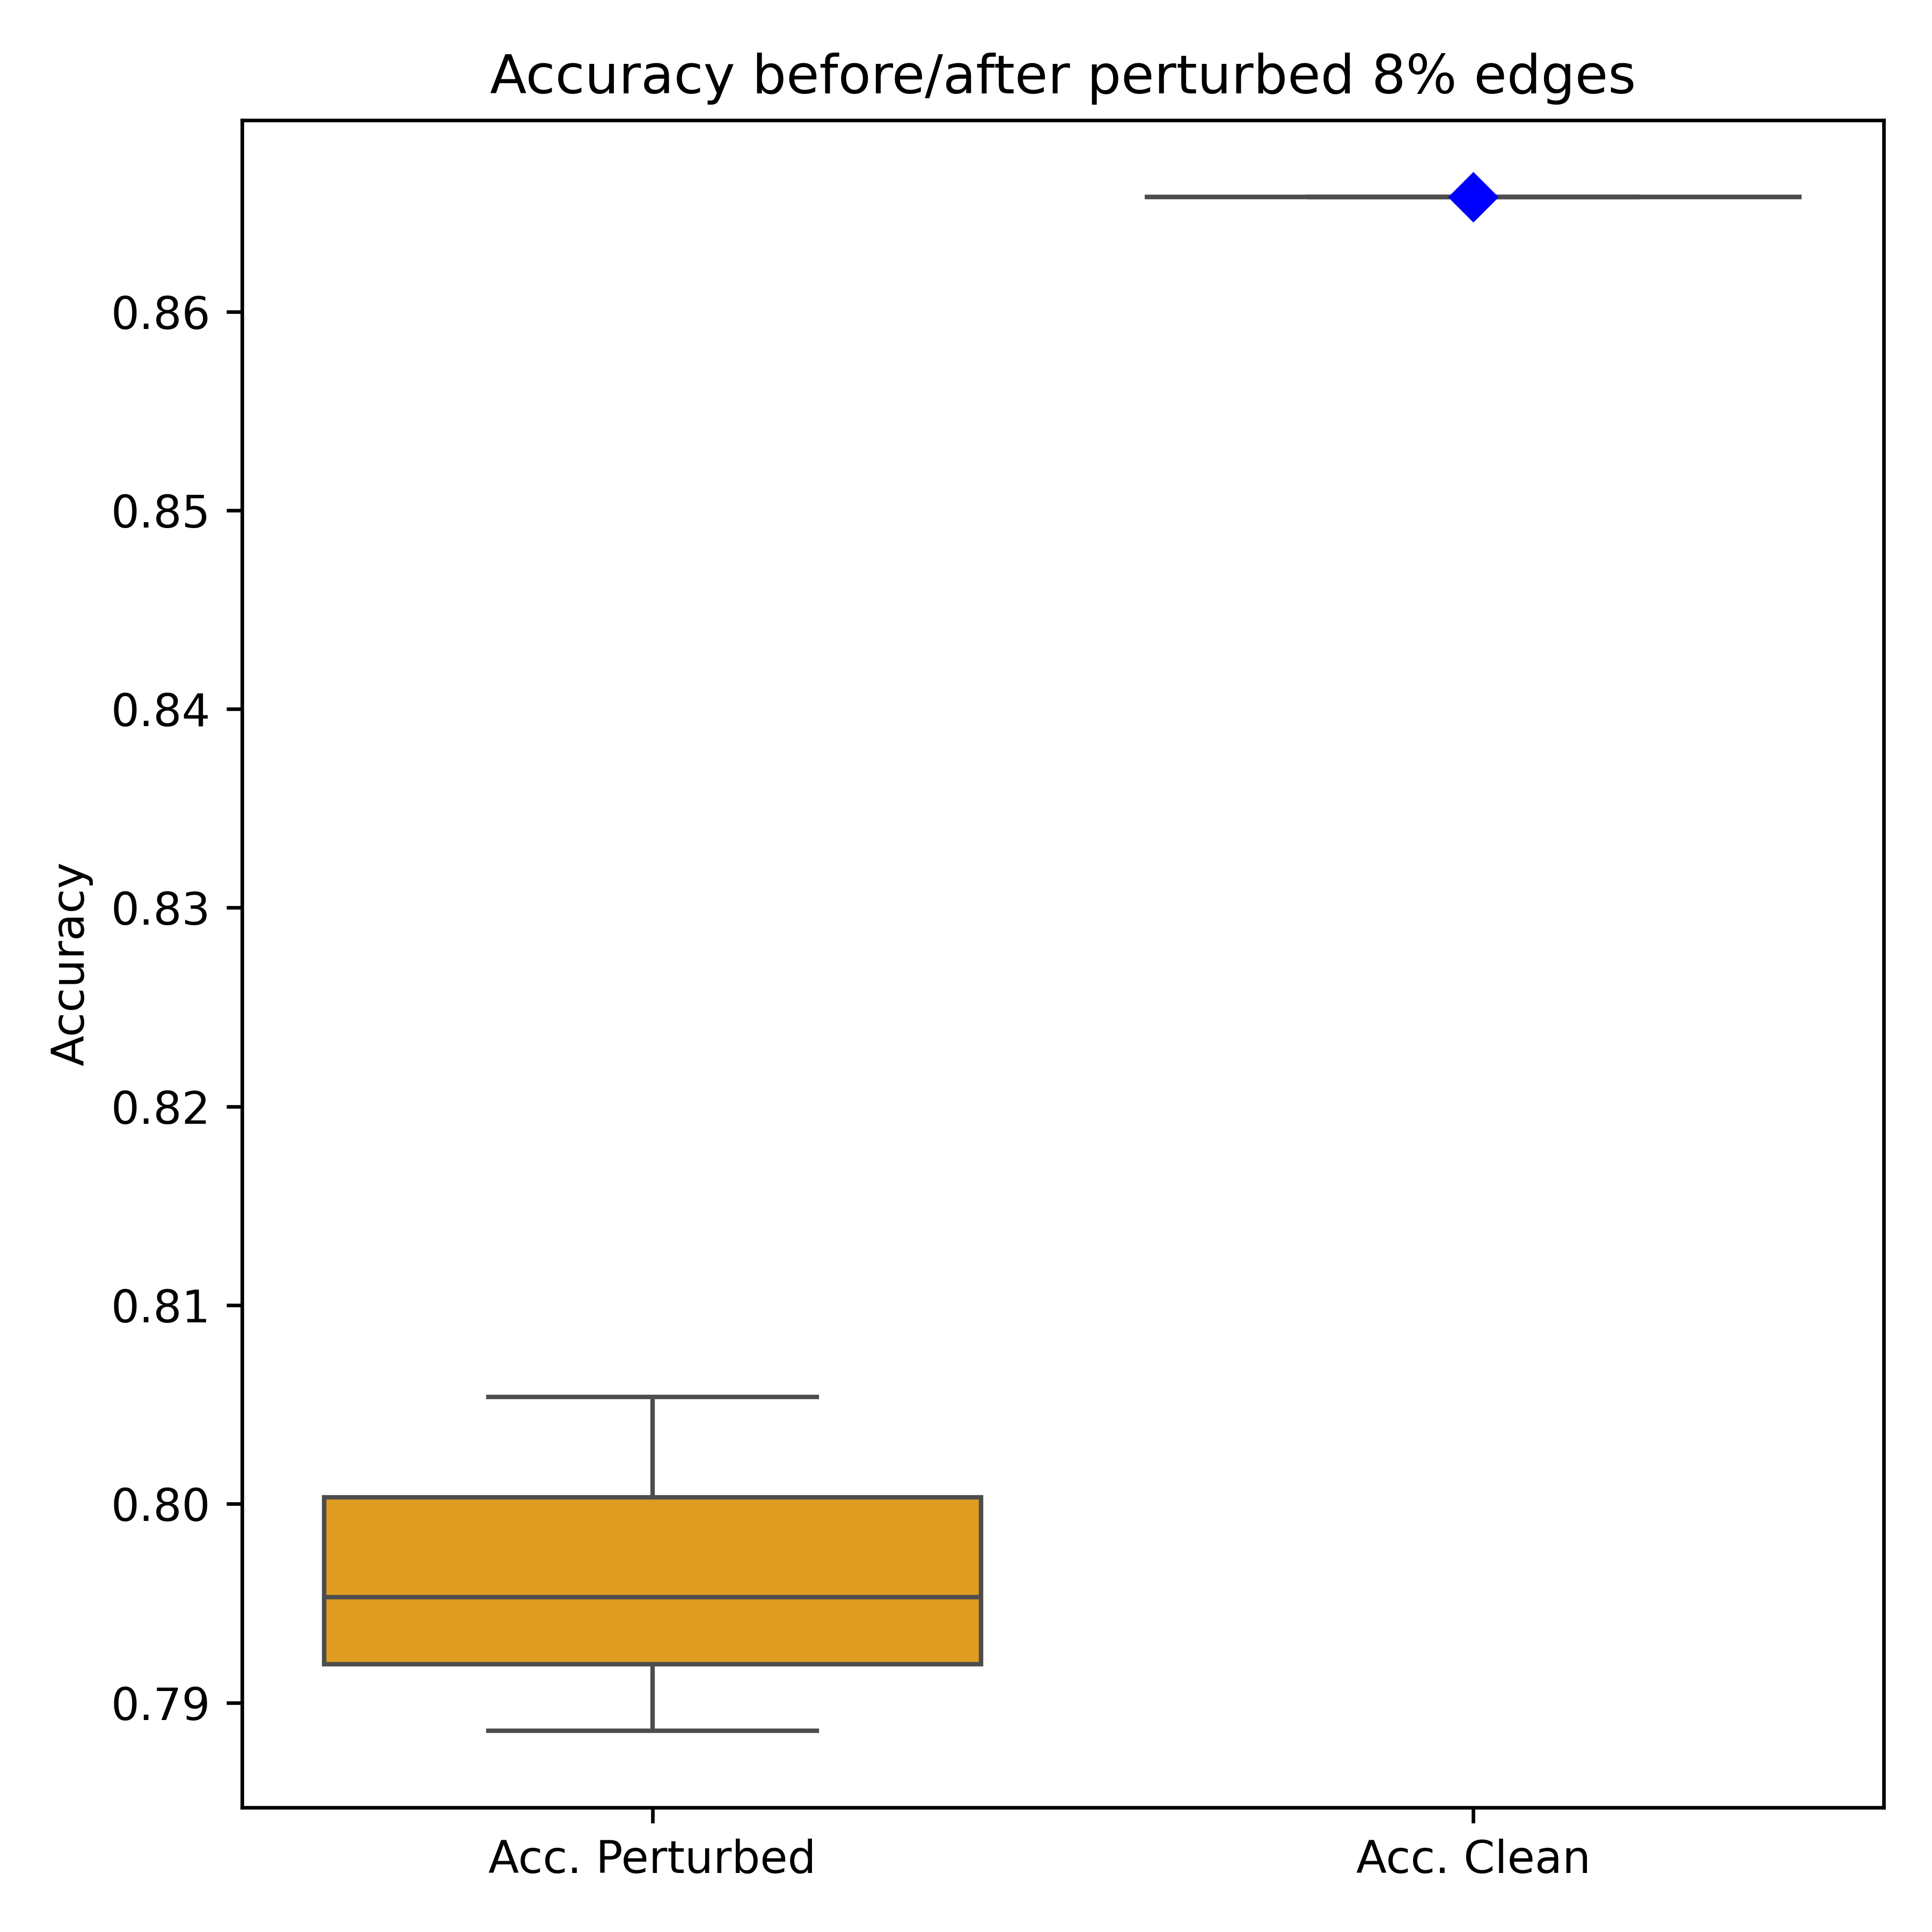 Accuracy before/after perturbed 8% edges
Accuracy
0.86
0.85
0.84
0.83
0.82
0.81
0.80
0.79
Acc. Perturbed
Acc. Clean